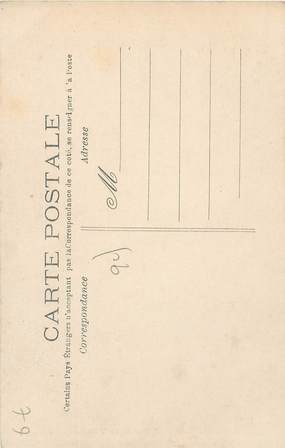 CARTE POSTALE
Certains Pays Étrangers n'acceptant pas la Correspondance de ce coté, se renseigner à la Poste
Correspondance
Adresse
M